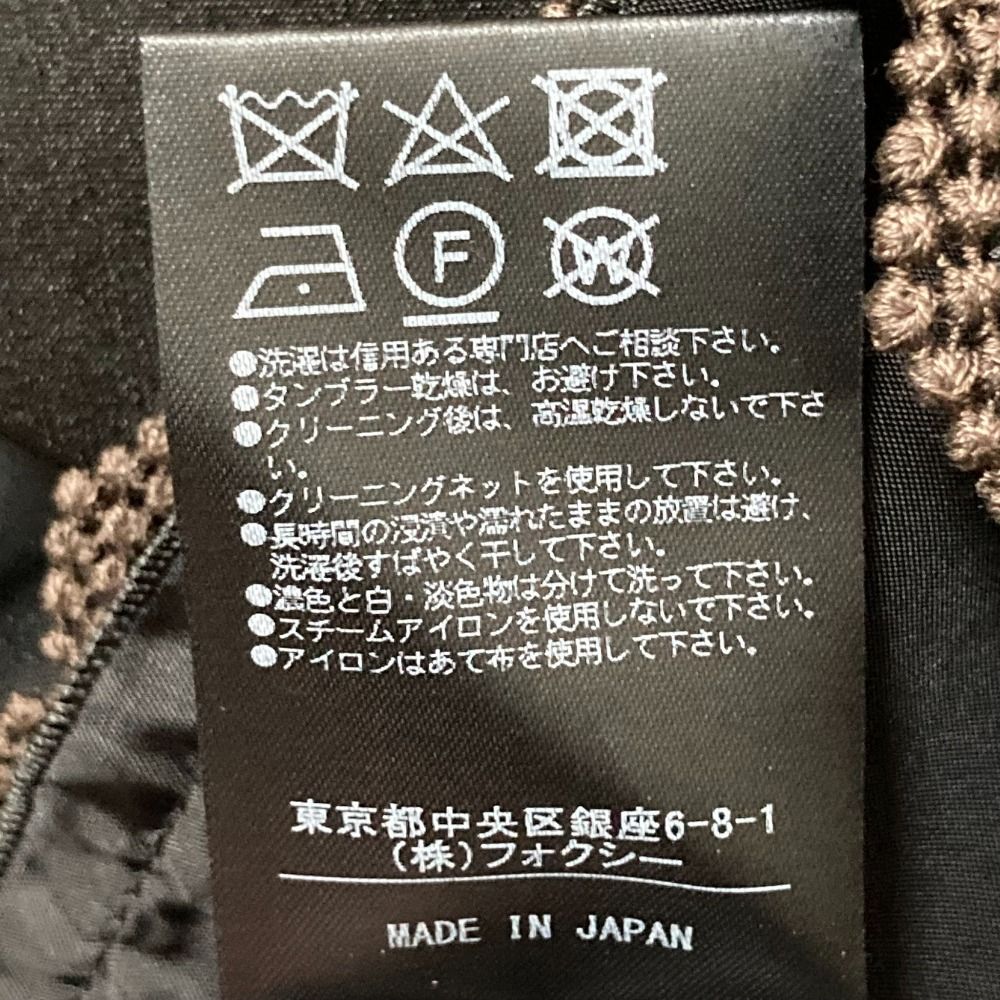 F W
●洗濯は信用ある専門店へご相談下さい。
●タンブラー乾燥は、お避け下さい。
●クリーニング後は、高温乾燥しないで下さ
い。
●クリーニングネットを使用して下さい。
●長時間の浸漬や濡れたままの放置は避け、
洗濯後すばやく干して下さい。
●濃色と白・淡色物は分けて洗って下さい。
●スチームアイロンを使用しないで下さい。
●アイロンはあて布を使用して下さい。
東京都中央区銀座6-8-1
(株)フォクシー
MADE IN JAPAN